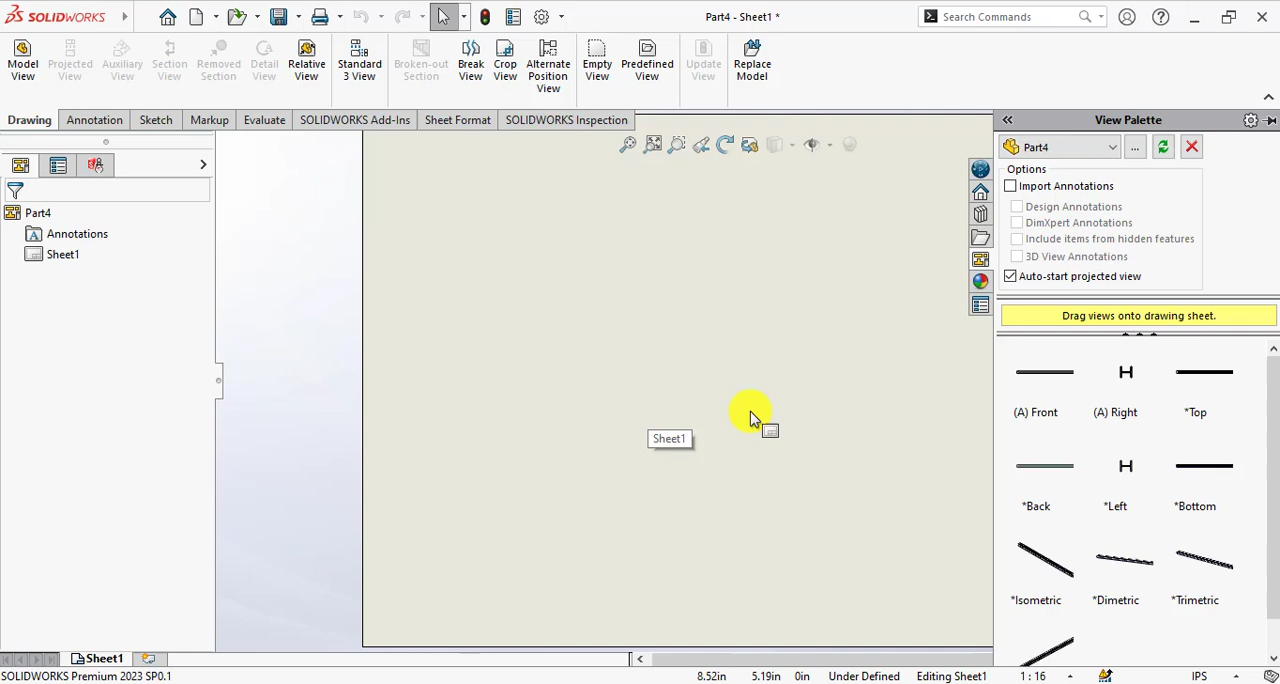 SOLIDWORKS
Part4 - Sheet1 *
Search Commands
Model View
Projected View
Auxiliary View
Section View
Removed Section
Detail View
Relative View
Standard 3 View
Broken-out Section
Break View
Crop View
Alternate Position View
Empty View
Predefined View
Update View
Replace Model
Drawing
Annotation
Sketch
Markup
Evaluate
SOLIDWORKS Add-Ins
Sheet Format
SOLIDWORKS Inspection
Part4
Annotations
Sheet1
Sheet1
View Palette
Part4
...
Options
Import Annotations
Design Annotations
DimXpert Annotations
Include items from hidden features
3D View Annotations
Auto-start projected view
Drag views onto drawing sheet.
(A) Front
(A) Right
*Top
*Back
*Left
*Bottom
*Isometric
*Dimetric
*Trimetric
Sheet1
SOLIDWORKS Premium 2023 SP0.1
8.52in
5.19in
0in
Under Defined
Editing Sheet1
1 : 16
IPS